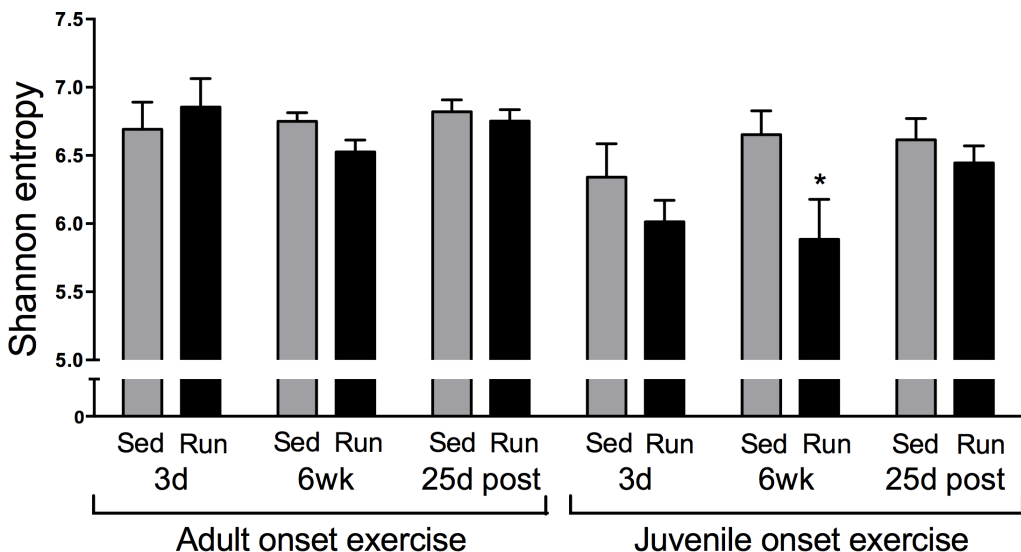 Shannon entropy
7.5
7.0
6.5
6.0
5.5
5.0
0
*
Sed Run Sed Run Sed Run Sed Run Sed Run Sed Run
3d 6wk 25d post 3d 6wk 25d post
Adult onset exercise Juvenile onset exercise